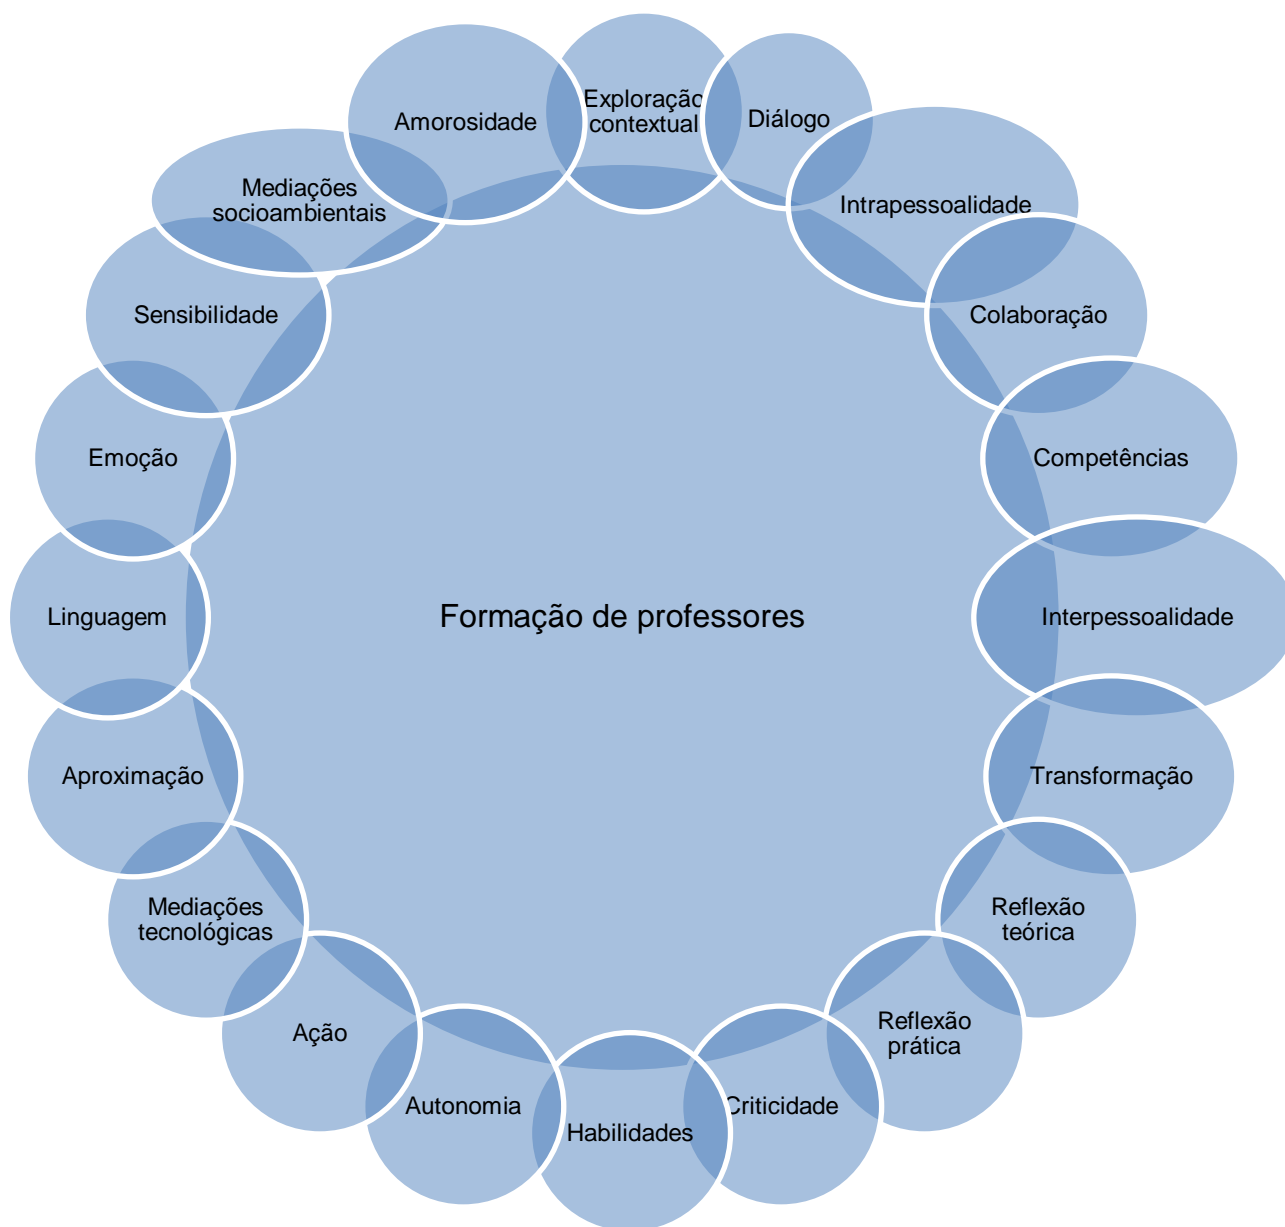 Exploração
contextual
Diálogo
Intrapessoalidade
Colaboração
Competências
Interpessoalidade
Transformação
Reflexão
teórica
Reflexão
prática
Criticidade
Habilidades
Autonomia
Ação
Mediações
tecnológicas
Aproximação
Linguagem
Emoção
Sensibilidade
Mediações
socioambientais
Amorosidade
Formação de professores